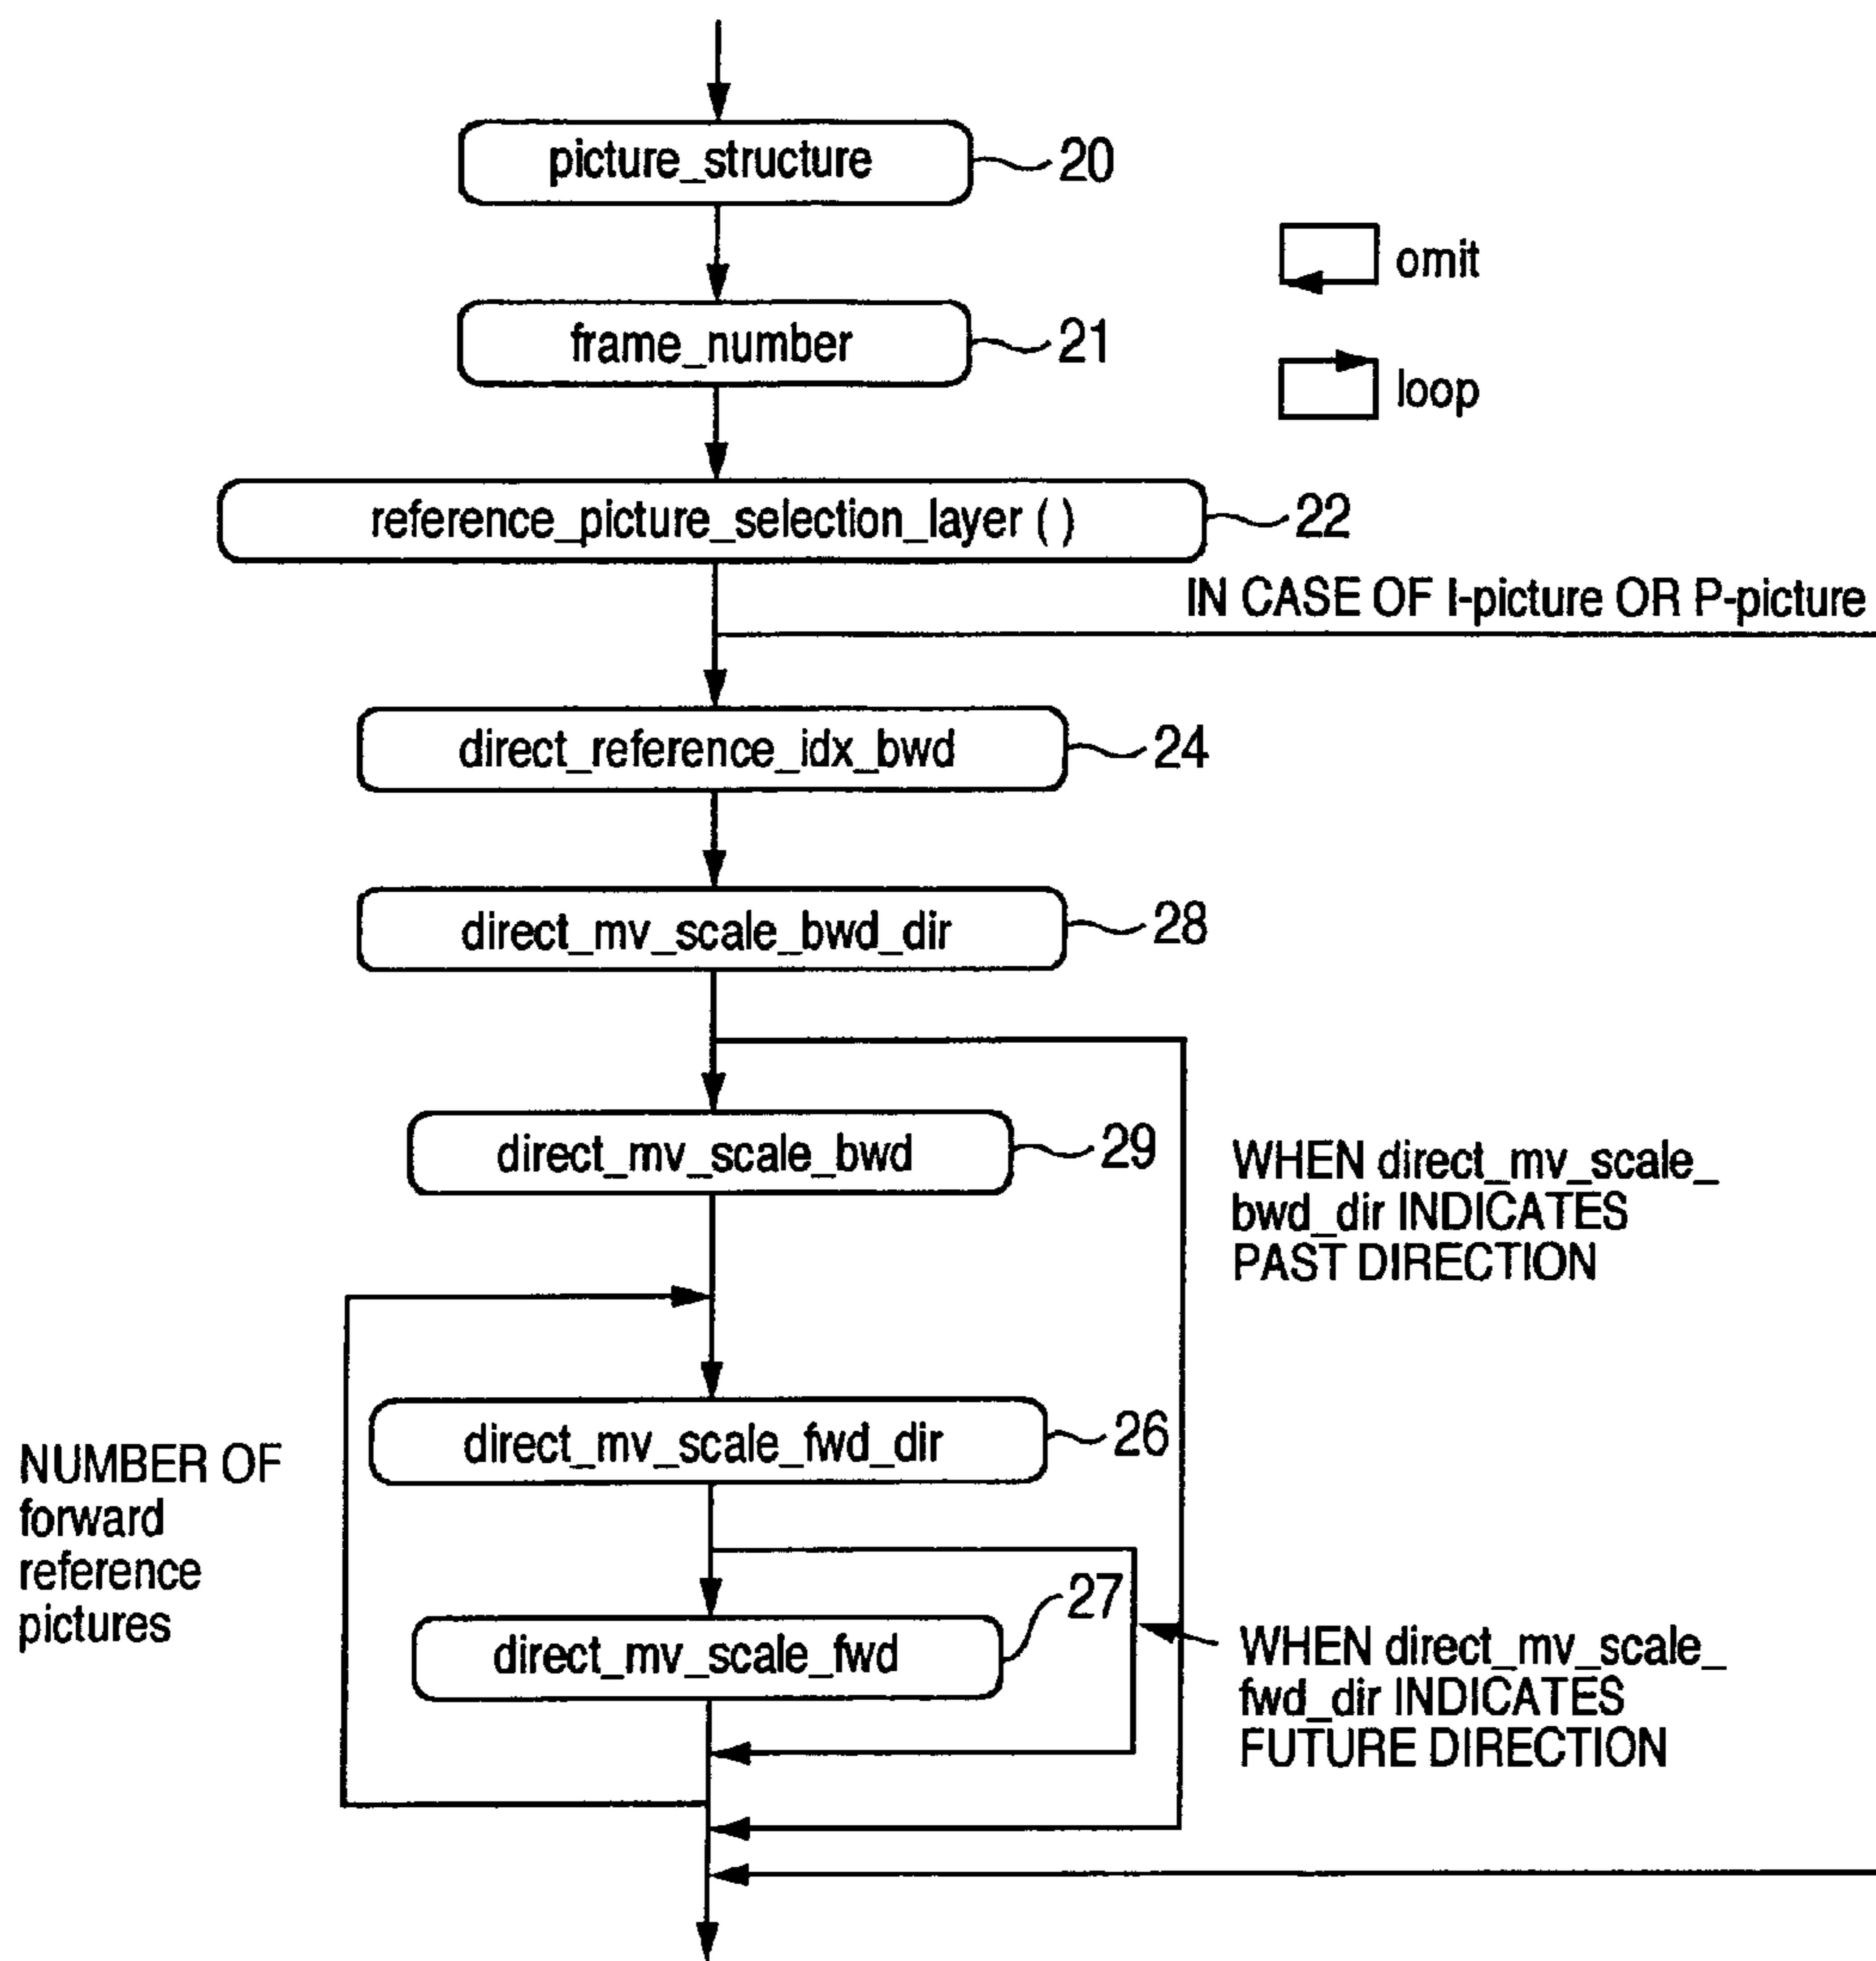 picture_structure
20
omit
frame_number
21
loop
reference_picture_selection_layer ( )
22
IN CASE OF I-picture OR P-picture
direct_reference_idx_bwd
24
direct_mv_scale_bwd_dir
28
direct_mv_scale_bwd
29
WHEN direct_mv_scale_
bwd_dir INDICATES
PAST DIRECTION
direct_mv_scale_fwd_dir
26
NUMBER OF
forward
reference
pictures
27
direct_mv_scale_fwd
WHEN direct_mv_scale_
fwd_dir INDICATES
FUTURE DIRECTION